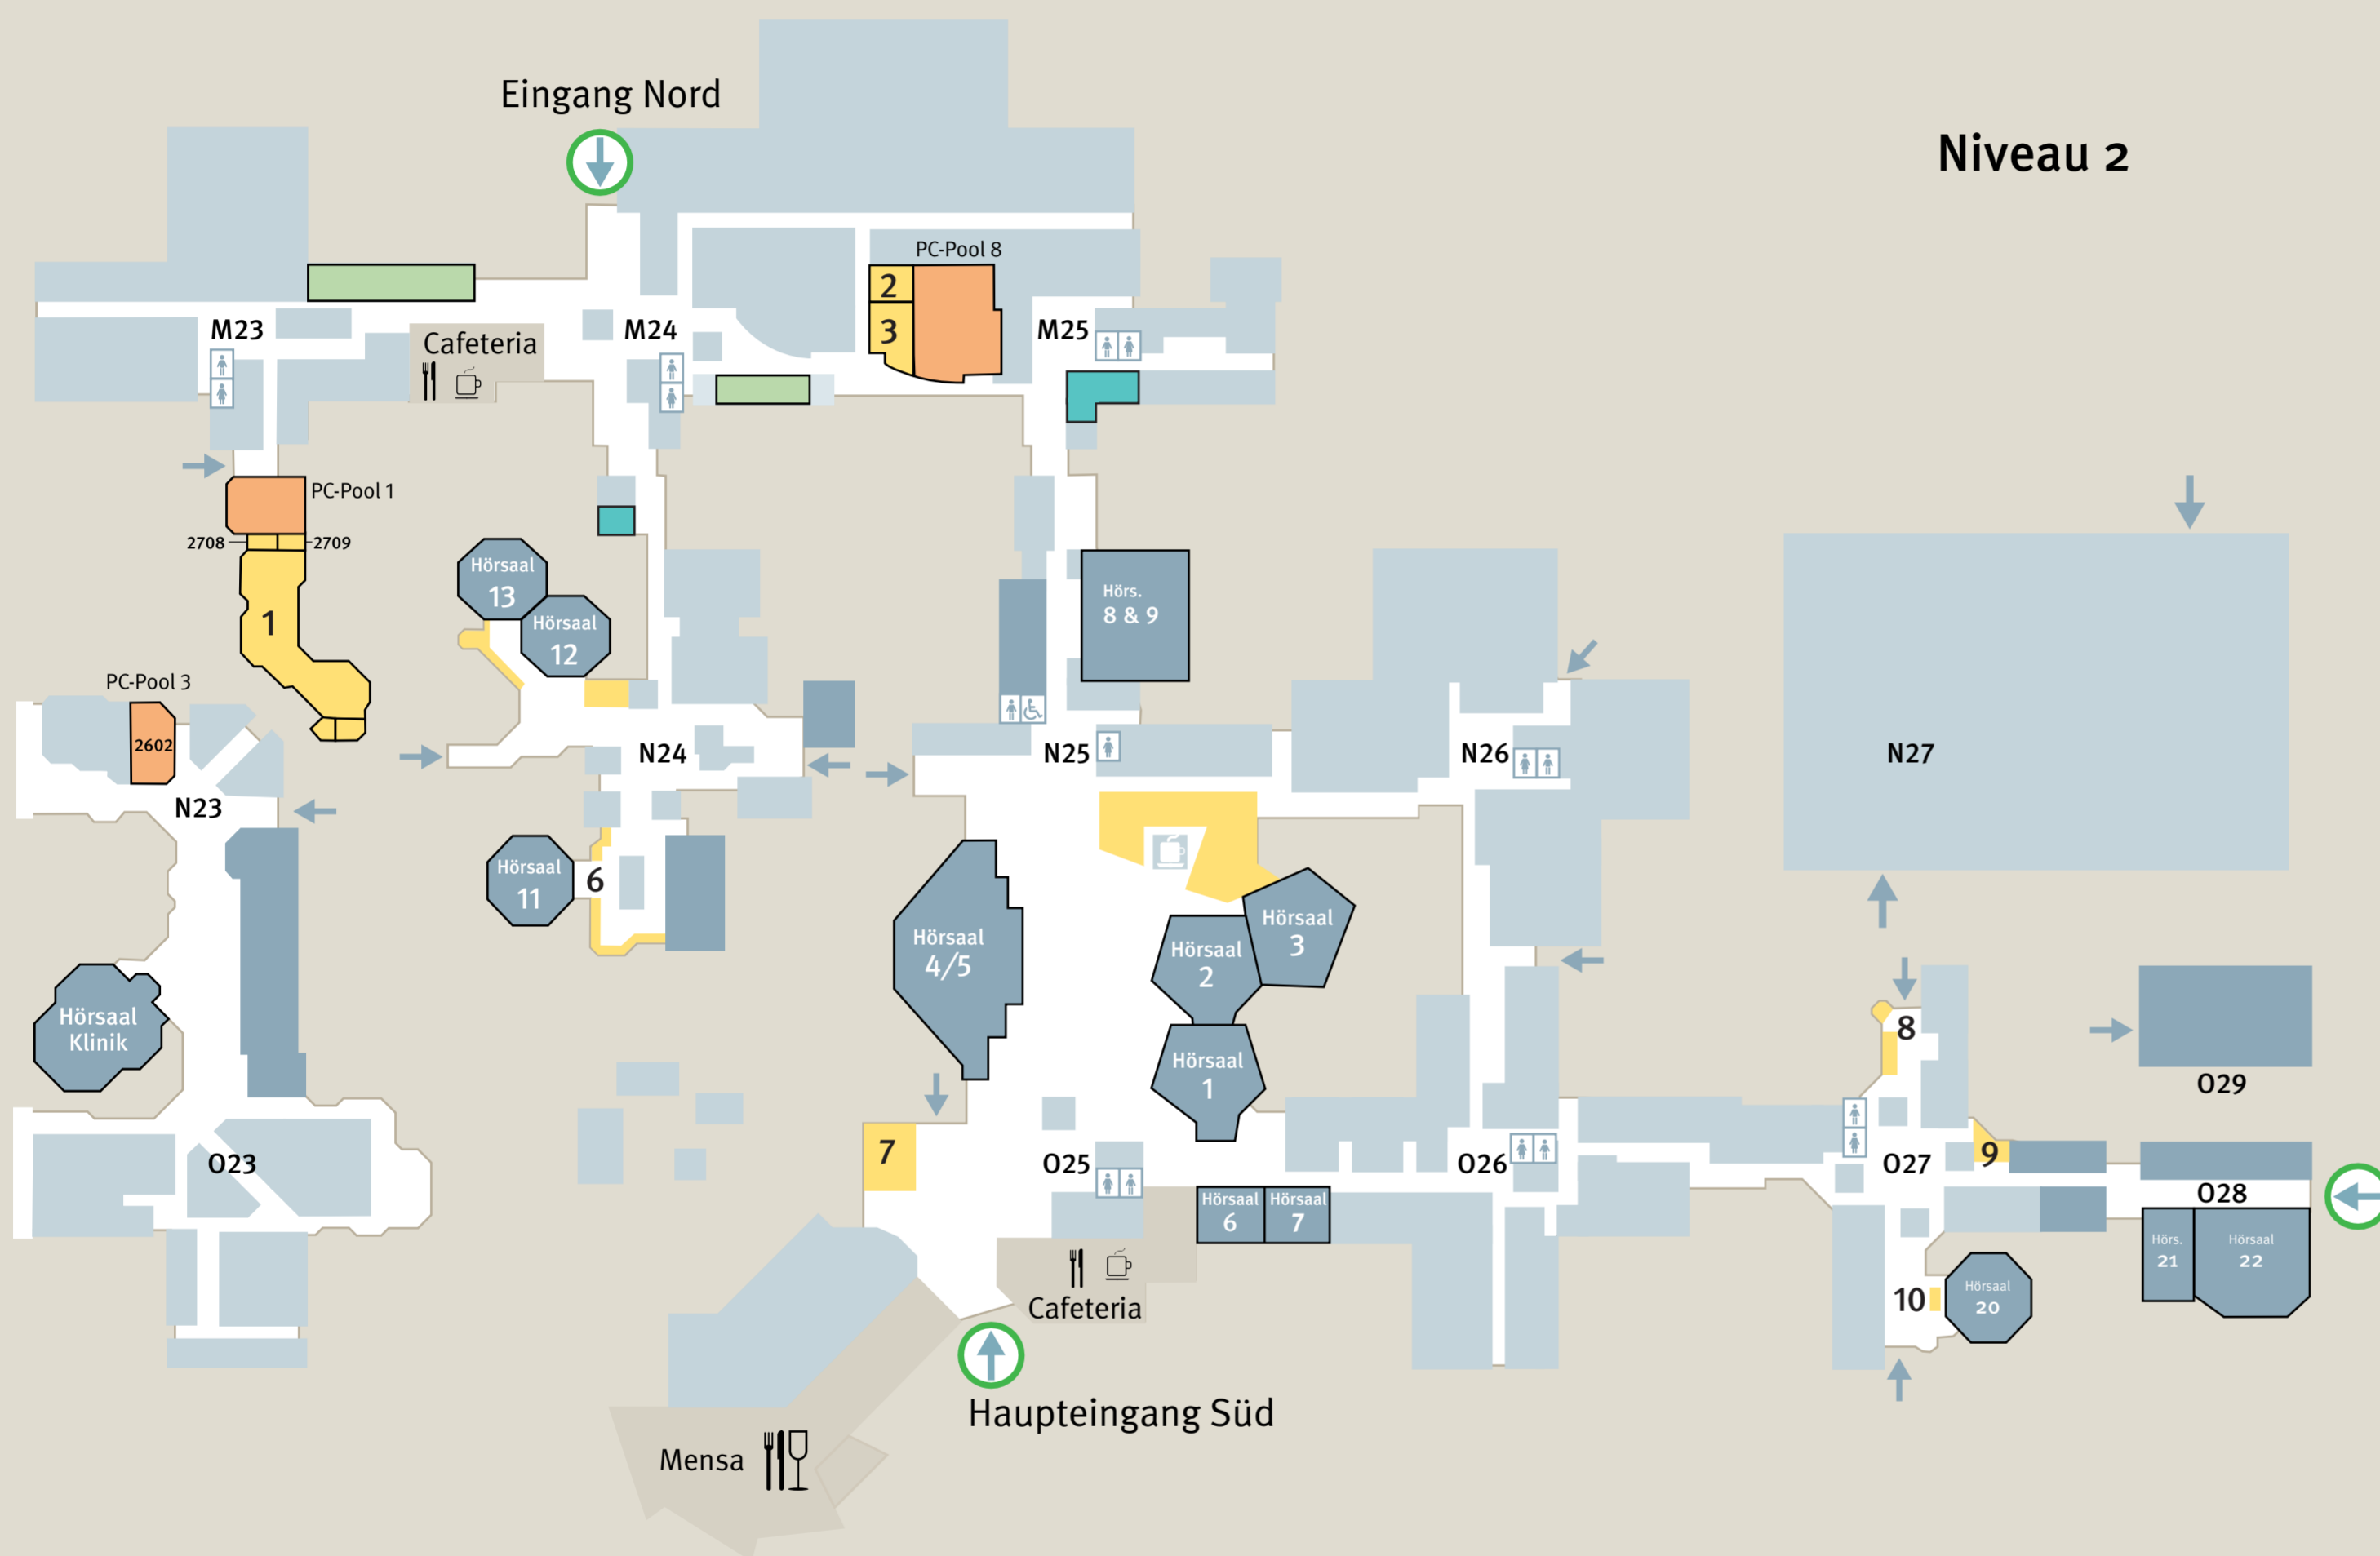 Eingang Nord
Niveau 2
PC-Pool 8
2
3
M23
Cafeteria
M24
M25
PC-Pool 1
2708
2709
1
Hörsaal
13
Hörsaal
12
Hörs.
8 & 9
PC-Pool 3
2602
N23
N24
N25
N26
N27
Hörsaal
11
6
Hörsaal
4/5
Hörsaal
3
Hörsaal
2
Hörsaal
1
Hörsaal
Klinik
8
O29
7
O23
O25
O26
O27
9
O28
Hörsaal
6
Hörsaal
7
Hörs.
21
Hörsaal
22
10
Hörsaal
20
Cafeteria
Haupteingang Süd
Mensa